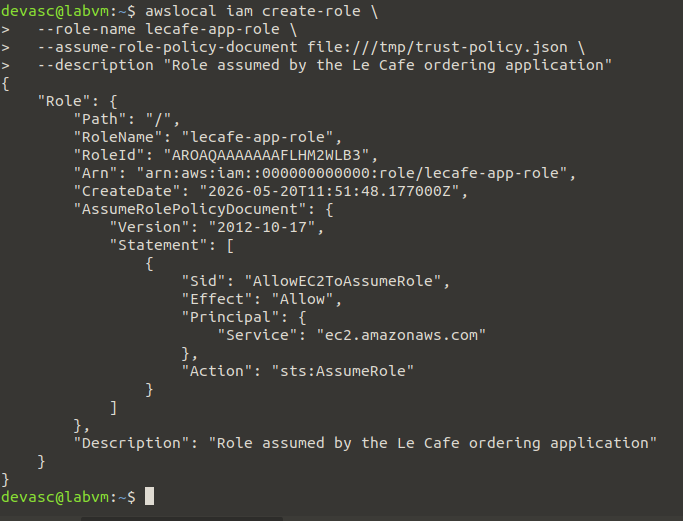 devasc@labvm:~$ awslocal iam create-role \
>   --role-name lecafe-app-role \
>   --assume-role-policy-document file:///tmp/trust-policy.json \
>   --description "Role assumed by the Le Cafe ordering application"
{
    "Role": {
        "Path": "/",
        "RoleName": "lecafe-app-role",
        "RoleId": "AROAQAAAAAAAFLHM2WLB3",
        "Arn": "arn:aws:iam::000000000000:role/lecafe-app-role",
        "CreateDate": "2026-05-20T11:51:48.177000Z",
        "AssumeRolePolicyDocument": {
            "Version": "2012-10-17",
            "Statement": [
                {
                    "Sid": "AllowEC2ToAssumeRole",
                    "Effect": "Allow",
                    "Principal": {
                        "Service": "ec2.amazonaws.com"
                    },
                    "Action": "sts:AssumeRole"
                }
            ]
        },
        "Description": "Role assumed by the Le Cafe ordering application"
    }
}
devasc@labvm:~$